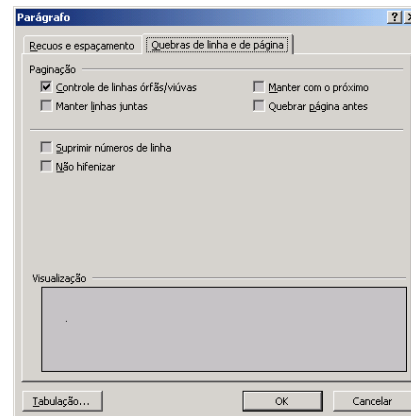 Parágrafo
Recuos e espaçamento Quebras de linha e de página
Paginação
Controle de linhas órfãs/viúvas Manter com o próximo
Manter linhas juntas Quebrar página antes
Suprimir números de linha
Não hifenizar
Visualização
Tabulação... OK Cancelar